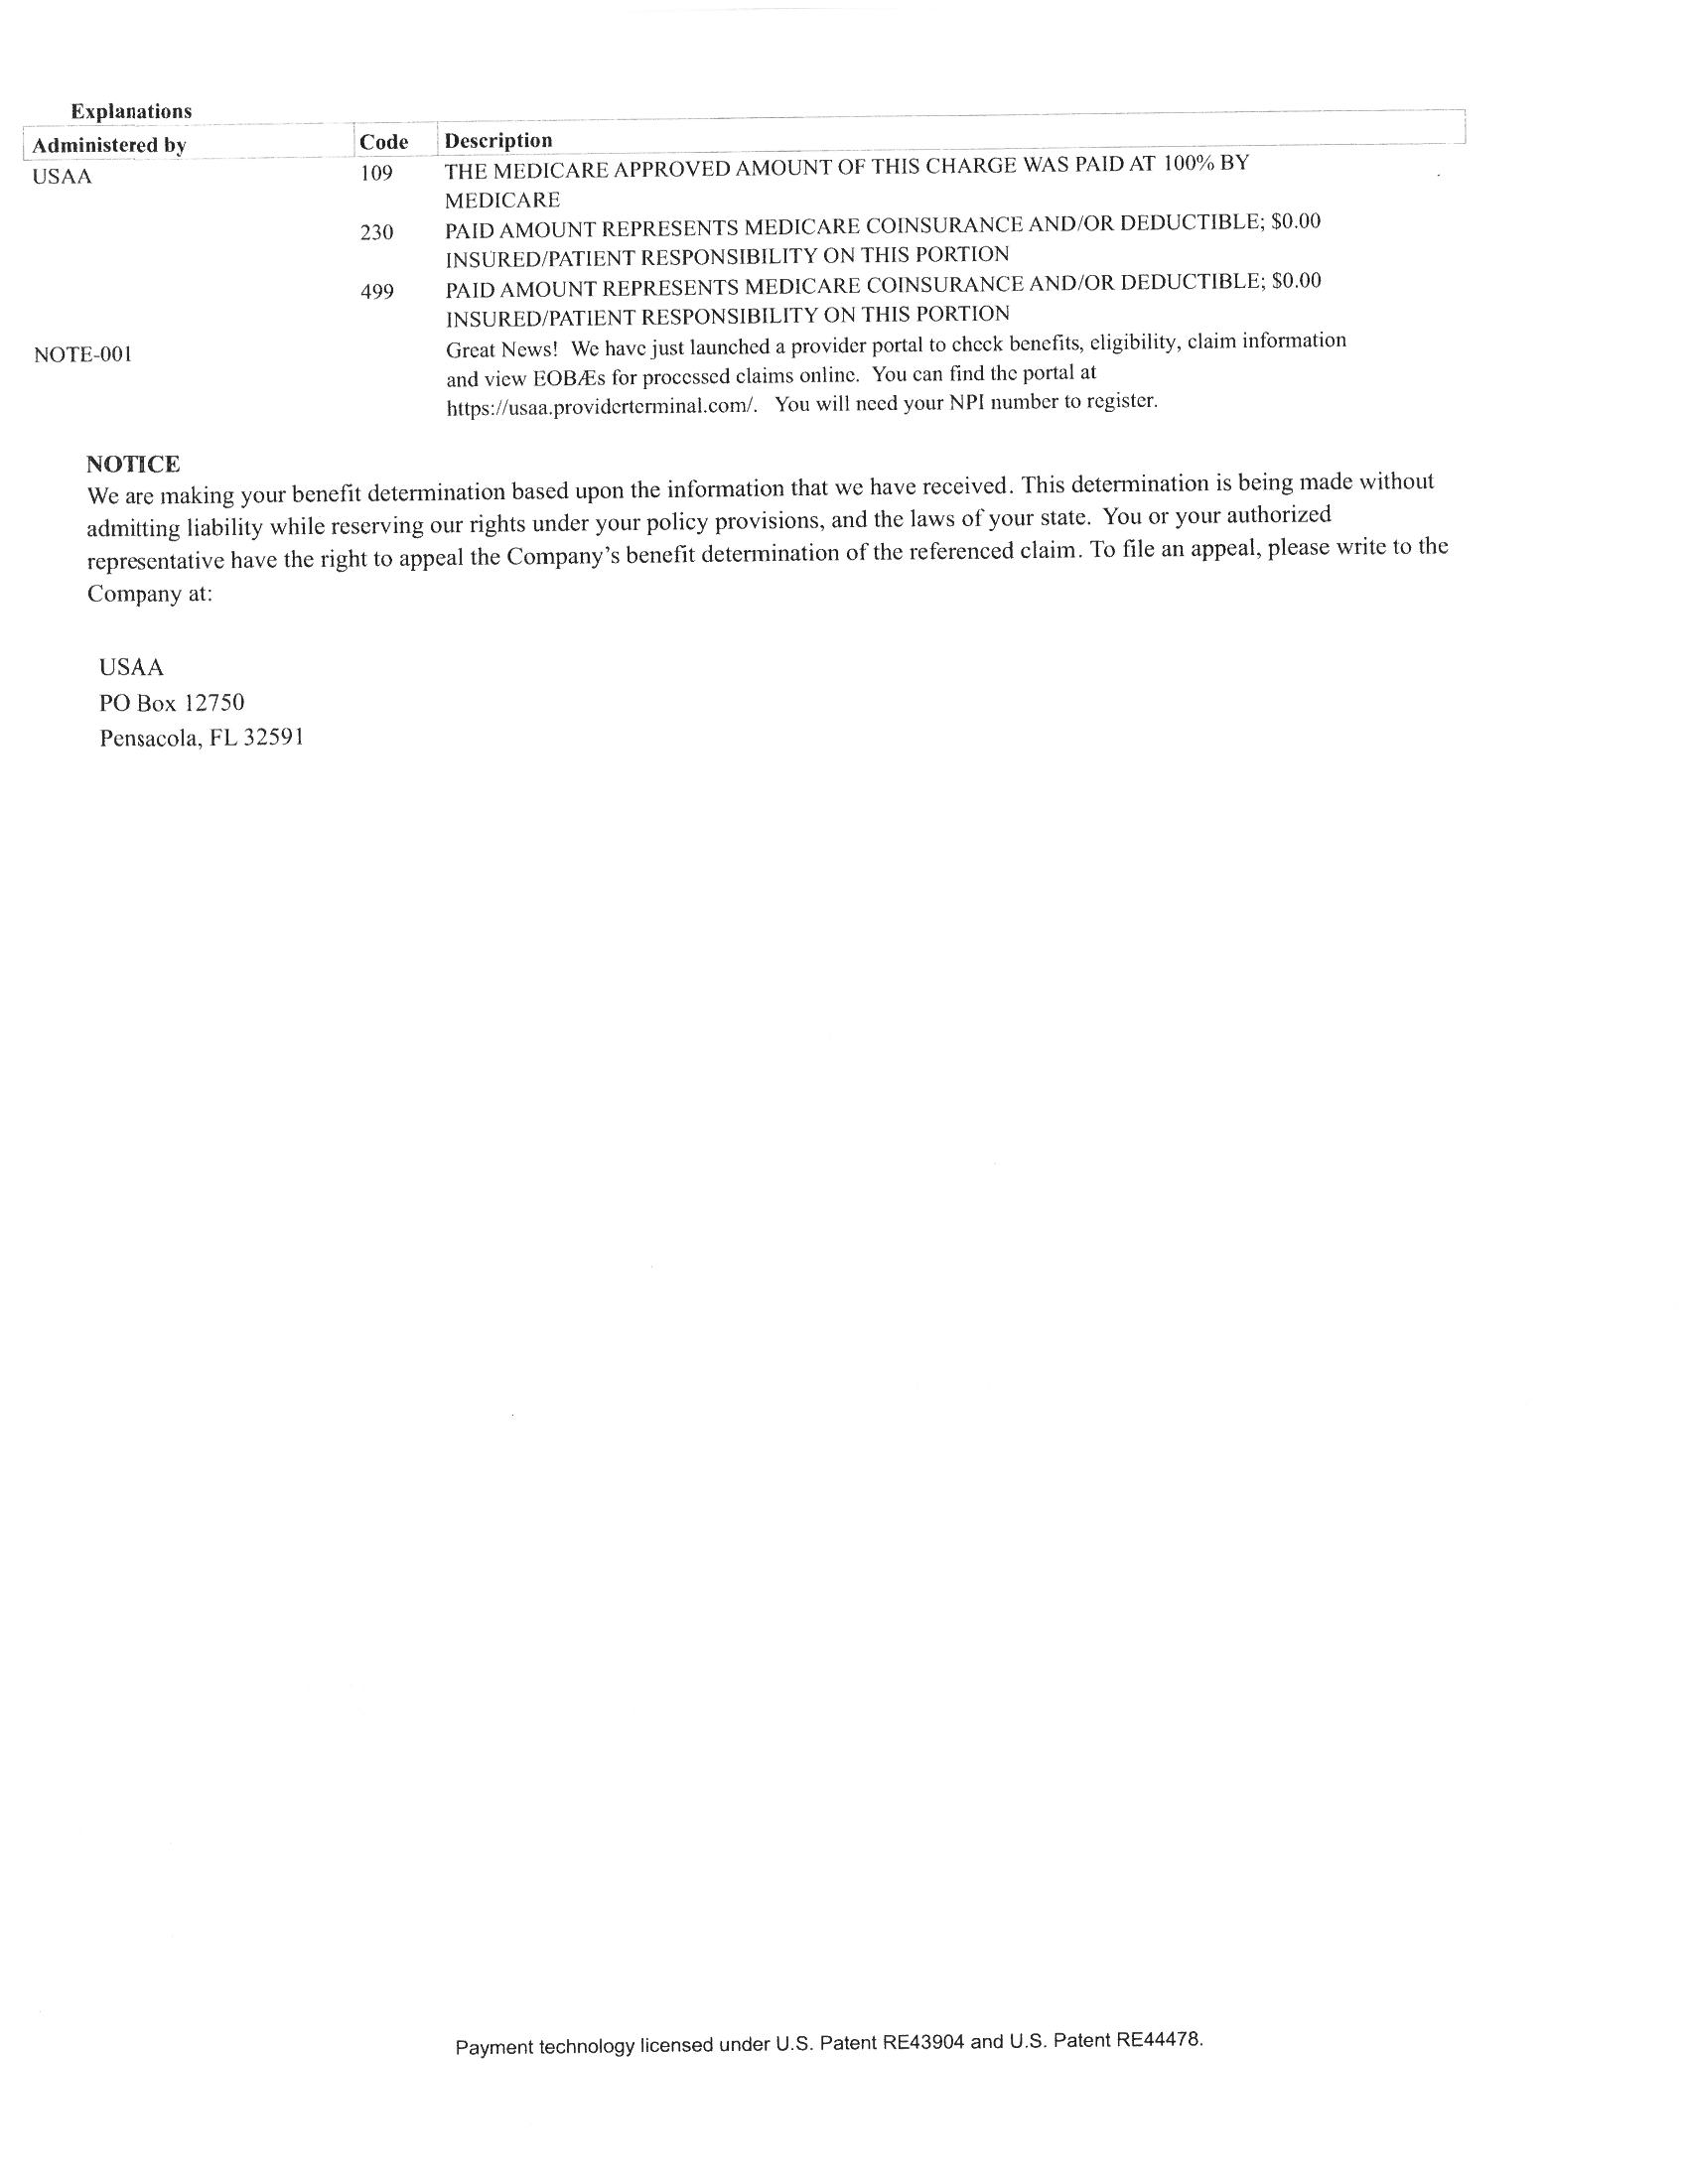 Explanations
Administered by Code Description
USAA 109 THE MEDICARE APPROVED AMOUNT OF THIS CHARGE WAS PAID AT 100% BY
MEDICARE
230 PAID AMOUNT REPRESENTS MEDICARE COINSURANCE AND/OR DEDUCTIBLE; $0.00
INSURED/PATIENT RESPONSIBILITY ON THIS PORTION
499 PAID AMOUNT REPRESENTS MEDICARE COINSURANCE AND/OR DEDUCTIBLE; $0.00
INSURED/PATIENT RESPONSIBILITY ON THIS PORTION
NOTE-001 Great News! We have just launched a provider portal to check benefits, eligibility, claim information
and view EOBÆs for processed claims online. You can find the portal at
https://usaa.providerterminal.com/. You will need your NPI number to register.
NOTICE
We are making your benefit determination based upon the information that we have received. This determination is being made without
admitting liability while reserving our rights under your policy provisions, and the laws of your state. You or your authorized
representative have the right to appeal the Company's benefit determination of the referenced claim. To file an appeal, please write to the
Company at:
USAA
PO Box 12750
Pensacola, FL 32591
Payment technology licensed under U.S. Patent RE43904 and U.S. Patent RE44478.